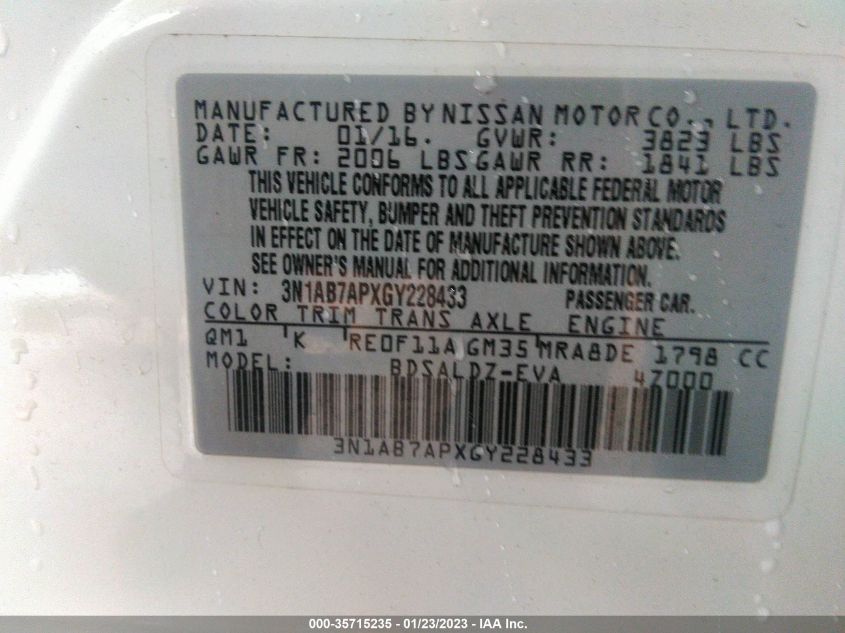 MANUFACTURED BY NISSAN MOTOR CO., LTD.
DATE: 01/16. GVWR: 3823 LBS
GAWR FR: 2006 LBS GAWR RR: 1841 LBS
THIS VEHICLE CONFORMS TO ALL APPLICABLE FEDERAL MOTOR
VEHICLE SAFETY, BUMPER AND THEFT PREVENTION STANDARDS
IN EFFECT ON THE DATE OF MANUFACTURE SHOWN ABOVE.
SEE OWNER'S MANUAL FOR ADDITIONAL INFORMATION.
VIN: 3N1AB7APXGY228433 PASSENGER CAR.
COLOR TRIM TRANS AXLE ENGINE
QM1 K RE0F11A GM35 MRA8DE 1798 CC
MODEL: BDSALDZ-EVA 4Z000
3N1AB7APXGY228433
000-35715235 - 01/23/2023 - IAA Inc.